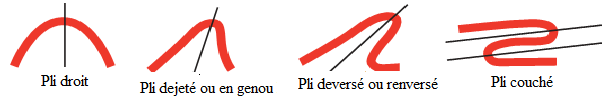 Pli droit
Pli dejeté ou en genou
Pli deversé ou renversé
Pli couché